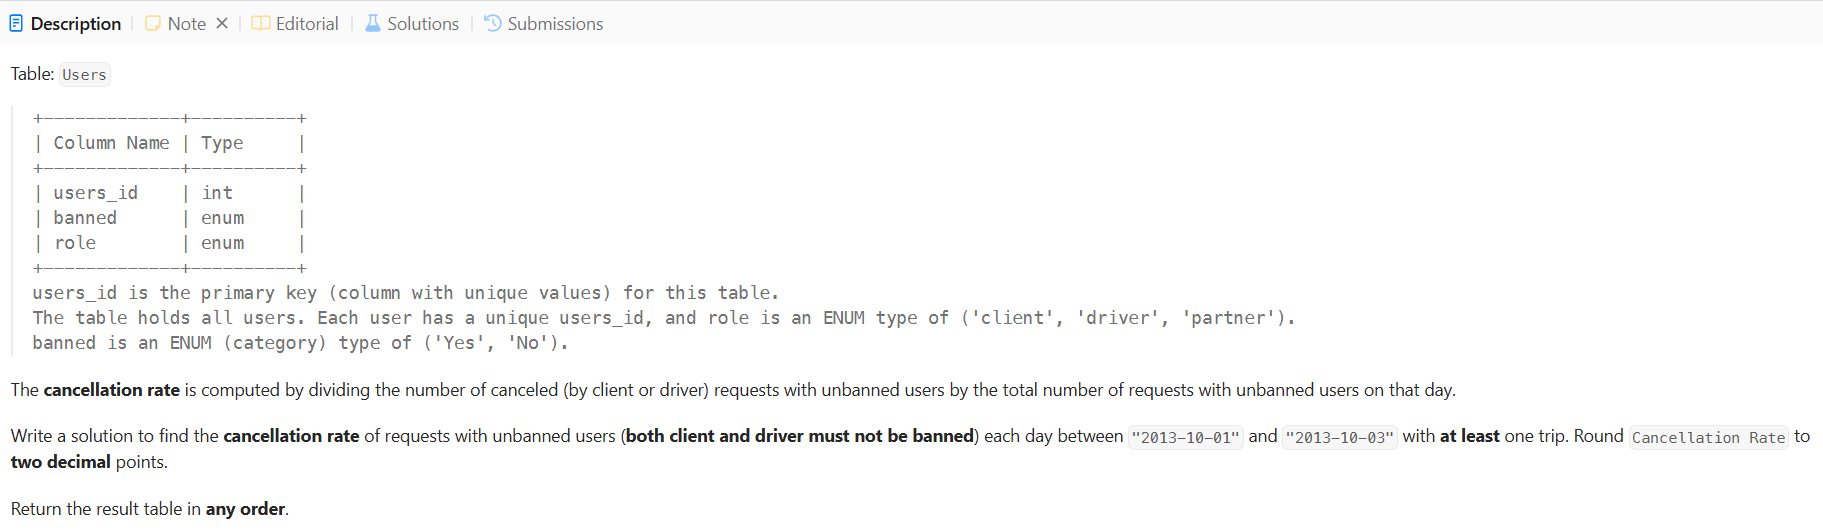 Description | Note ✕ | Editorial | Solutions | Submissions
Table: Users
+-------------+----------+
| Column Name | Type     |
+-------------+----------+
| users_id    | int      |
| banned      | enum     |
| role        | enum     |
+-------------+----------+
users_id is the primary key (column with unique values) for this table.
The table holds all users. Each user has a unique users_id, and role is an ENUM type of ('client', 'driver', 'partner').
banned is an ENUM (category) type of ('Yes', 'No').
The cancellation rate is computed by dividing the number of canceled (by client or driver) requests with unbanned users by the total number of requests with unbanned users on that day.
Write a solution to find the cancellation rate of requests with unbanned users (both client and driver must not be banned) each day between "2013-10-01" and "2013-10-03" with at least one trip. Round Cancellation Rate to
two decimal points.
Return the result table in any order.